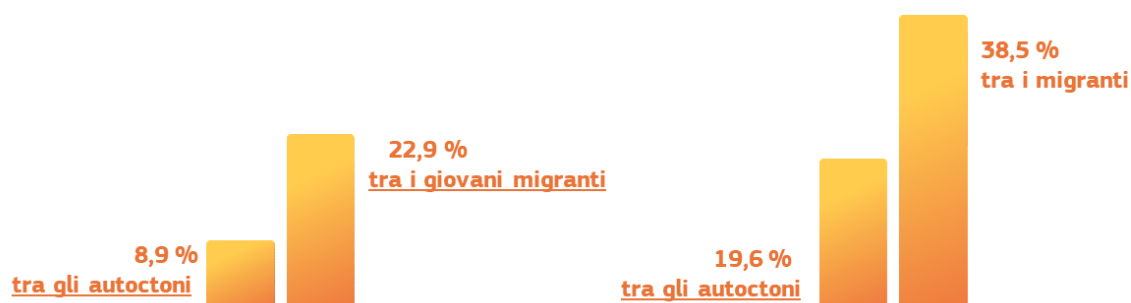 22,9 %
tra i giovani migranti
8,9 %
tra gli autoctoni
38,5 %
tra i migranti
19,6 %
tra gli autoctoni